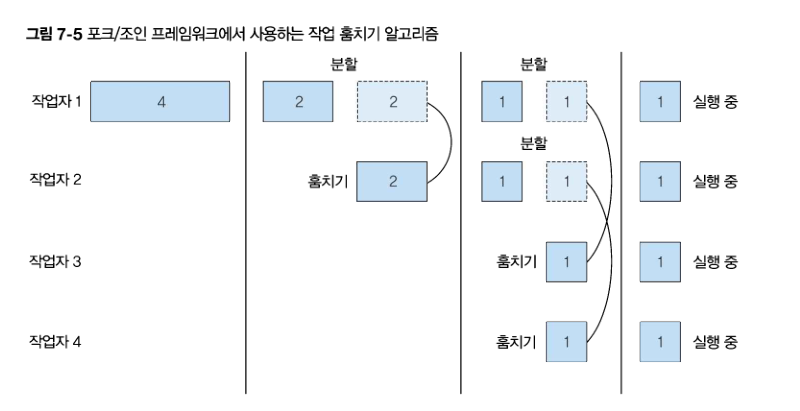 그림 7-5 포크/조인 프레임워크에서 사용하는 작업 훔치기 알고리즘
분할 분할
작업자 1 4 2 2 1 1 1 실행 중
분할
작업자 2 훔치기 2 1 1 1 실행 중
작업자 3 훔치기 1 1 실행 중
작업자 4 훔치기 1 1 실행 중